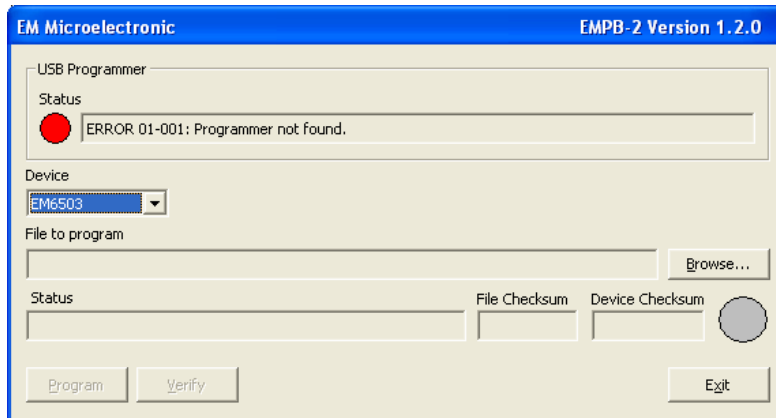 EM Microelectronic EMPB-2 Version 1.2.0
USB Programmer
Status
ERROR 01-001: Programmer not found.
Device
EM6503
File to program
Browse...
Status File Checksum Device Checksum
Program Verify Exit